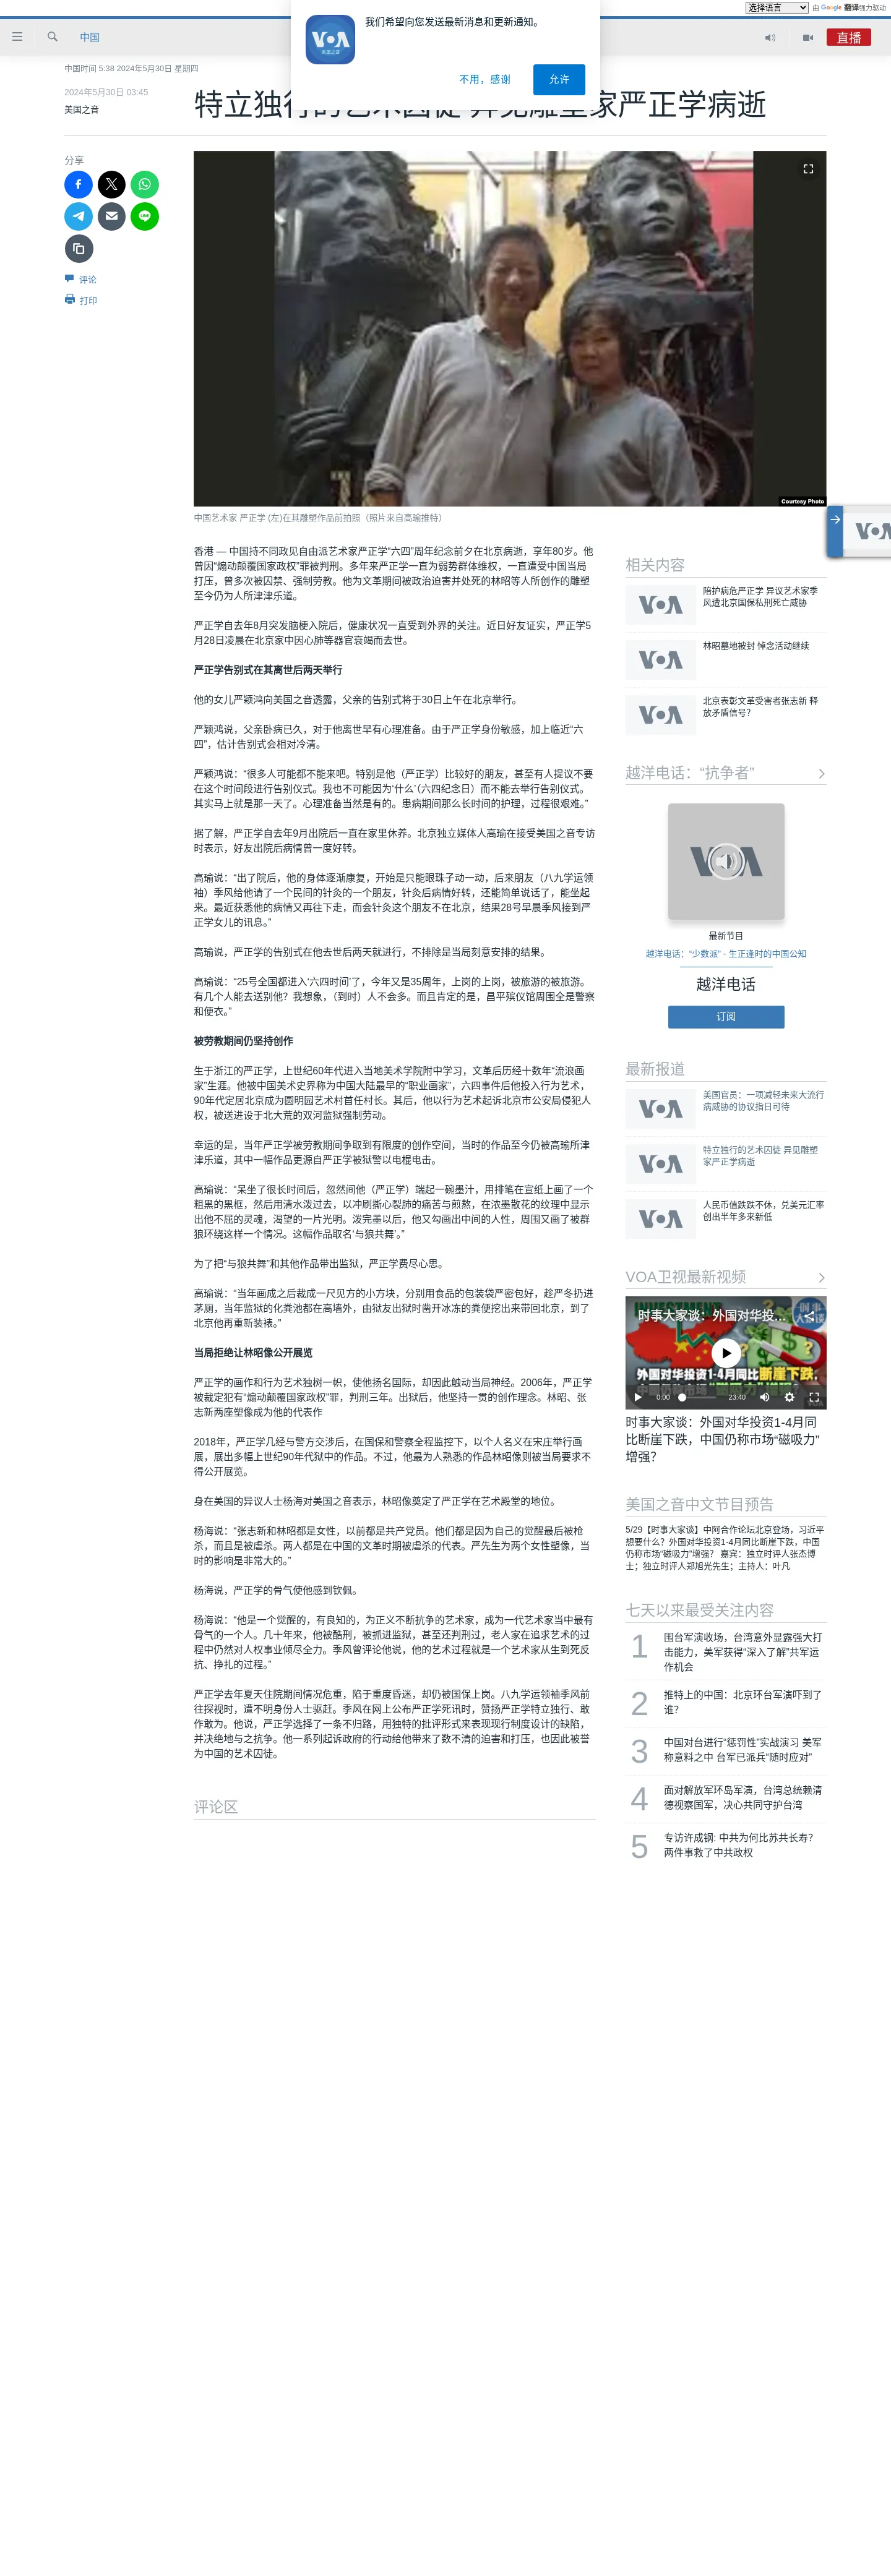 选择语言
由 Google 翻译强力驱动
我们希望向您发送最新消息和更新通知。
不用，感谢
允许
中国
直播
中国时间 5:38 2024年5月30日 星期四
2024年5月30日 03:45
美国之音
异见雕塑家严正学病逝
分享
评论
打印
Courtesy Photo
中国艺术家 严正学 (左)在其雕塑作品前拍照（照片来自高瑜推特）
香港 — 中国持不同政见自由派艺术家严正学“六四”周年纪念前夕在北京病逝，享年80岁。他
曾因“煽动颠覆国家政权”罪被判刑。多年来严正学一直为弱势群体维权，一直遭受中国当局
打压，曾多次被囚禁、强制劳教。他为文革期间被政治迫害并处死的林昭等人所创作的雕塑
至今仍为人所津津乐道。
严正学自去年8月突发脑梗入院后，健康状况一直受到外界的关注。近日好友证实，严正学5
月28日凌晨在北京家中因心肺等器官衰竭而去世。
严正学告别式在其离世后两天举行
他的女儿严颖鸿向美国之音透露，父亲的告别式将于30日上午在北京举行。
严颖鸿说，父亲卧病已久，对于他离世早有心理准备。由于严正学身份敏感，加上临近“六
四”，估计告别式会相对冷清。
严颖鸿说：“很多人可能都不能来吧。特别是他（严正学）比较好的朋友，甚至有人提议不要
在这个时间段进行告别仪式。我也不可能因为‘什么’（六四纪念日）而不能去举行告别仪式。
其实马上就是那一天了。心理准备当然是有的。患病期间那么长时间的护理，过程很艰难。”
据了解，严正学自去年9月出院后一直在家里休养。北京独立媒体人高瑜在接受美国之音专访
时表示，好友出院后病情曾一度好转。
高瑜说：“出了院后，他的身体逐渐康复，开始是只能眼珠子动一动，后来朋友（八九学运领
袖）季风给他请了一个民间的针灸的一个朋友，针灸后病情好转，还能简单说话了，能坐起
来。最近获悉他的病情又再往下走，而会针灸这个朋友不在北京，结果28号早晨季风接到严
正学女儿的讯息。”
高瑜说，严正学的告别式在他去世后两天就进行，不排除是当局刻意安排的结果。
高瑜说：“25号全国都进入‘六四时间’了，今年又是35周年，上岗的上岗，被旅游的被旅游。
有几个人能去送别他？我想象，（到时）人不会多。而且肯定的是，昌平殡仪馆周围全是警察
和便衣。”
被劳教期间仍坚持创作
生于浙江的严正学，上世纪60年代进入当地美术学院附中学习，文革后历经十数年“流浪画
家”生涯。他被中国美术史界称为中国大陆最早的“职业画家”，六四事件后他投入行为艺术，
90年代定居北京成为圆明园艺术村首任村长。其后，他以行为艺术起诉北京市公安局侵犯人
权，被送进设于北大荒的双河监狱强制劳动。
幸运的是，当年严正学被劳教期间争取到有限度的创作空间，当时的作品至今仍被高瑜所津
津乐道，其中一幅作品更源自严正学被狱警以电棍电击。
高瑜说：“呆坐了很长时间后，忽然间他（严正学）端起一碗墨汁，用排笔在宣纸上画了一个
粗黑的黑框，然后用清水泼过去，以冲刷撕心裂肺的痛苦与煎熬，在浓墨散花的纹理中显示
出他不屈的灵魂，渴望的一片光明。泼完墨以后，他又勾画出中间的人性，周围又画了被群
狼环绕这样一个情况。这幅作品取名‘与狼共舞’。”
为了把“与狼共舞”和其他作品带出监狱，严正学费尽心思。
高瑜说：“当年画成之后裁成一尺见方的小方块，分别用食品的包装袋严密包好，趁严冬扔进
茅厕，当年监狱的化粪池都在高墙外，由狱友出狱时凿开冰冻的粪便挖出来带回北京，到了
北京他再重新装裱。”
当局拒绝让林昭像公开展览
严正学的画作和行为艺术独树一帜，使他扬名国际，却因此触动当局神经。2006年，严正学
被裁定犯有“煽动颠覆国家政权”罪，判刑三年。出狱后，他坚持一贯的创作理念。林昭、张
志新两座塑像成为他的代表作
2018年，严正学几经与警方交涉后，在国保和警察全程监控下，以个人名义在宋庄举行画
展，展出多幅上世纪90年代狱中的作品。不过，他最为人熟悉的作品林昭像则被当局要求不
得公开展览。
身在美国的异议人士杨海对美国之音表示，林昭像奠定了严正学在艺术殿堂的地位。
杨海说：“张志新和林昭都是女性，以前都是共产党员。他们都是因为自己的觉醒最后被枪
杀，而且是被虐杀。两人都是在中国的文革时期被虐杀的代表。严先生为两个女性塑像，当
时的影响是非常大的。”
杨海说，严正学的骨气使他感到钦佩。
杨海说：“他是一个觉醒的，有良知的，为正义不断抗争的艺术家，成为一代艺术家当中最有
骨气的一个人。几十年来，他被酷刑，被抓进监狱，甚至还判刑过，老人家在追求艺术的过
程中仍然对人权事业倾尽全力。季风曾评论他说，他的艺术过程就是一个艺术家从生到死反
抗、挣扎的过程。”
严正学去年夏天住院期间情况危重，陷于重度昏迷，却仍被国保上岗。八九学运领袖季风前
往探视时，遭不明身份人士驱赶。季风在网上公布严正学死讯时，赞扬严正学特立独行、敢
作敢为。他说，严正学选择了一条不归路，用独特的批评形式来表现现行制度设计的缺陷，
并决绝地与之抗争。他一系列起诉政府的行动给他带来了数不清的迫害和打压，也因此被誉
为中国的艺术囚徒。
评论区
相关内容
陪护病危严正学 异议艺术家季
风遭北京国保私刑死亡威胁
林昭墓地被封 悼念活动继续
北京表彰文革受害者张志新 释
放矛盾信号？
越洋电话：“抗争者”
最新节目
越洋电话：“少数派” - 生正逢时的中国公知
越洋电话
订阅
最新报道
美国官员：一项减轻未来大流行
病威胁的协议指日可待
特立独行的艺术囚徒 异见雕塑
家严正学病逝
人民币值跌跌不休，兑美元汇率
创出半年多来新低
VOA卫视最新视频
时事大家谈：外国对华投...
外国对华投资1-4月同比断崖下跌，
0:00
23:40
时事大家谈：外国对华投资1-4月同
比断崖下跌，中国仍称市场“磁吸力”
增强？
美国之音中文节目预告
5/29【时事大家谈】中阿合作论坛北京登场，习近平
想要什么？外国对华投资1-4月同比断崖下跌，中国
仍称市场“磁吸力”增强？ 嘉宾：独立时评人张杰博
士；独立时评人郑旭光先生；主持人：叶凡
七天以来最受关注内容
1
围台军演收场，台湾意外显露强大打
击能力，美军获得“深入了解”共军运
作机会
2
推特上的中国：北京环台军演吓到了
谁？
3
中国对台进行“惩罚性”实战演习 美军
称意料之中 台军已派兵“随时应对”
4
面对解放军环岛军演，台湾总统赖清
德视察国军，决心共同守护台湾
5
专访许成钢: 中共为何比苏共长寿？
两件事救了中共政权